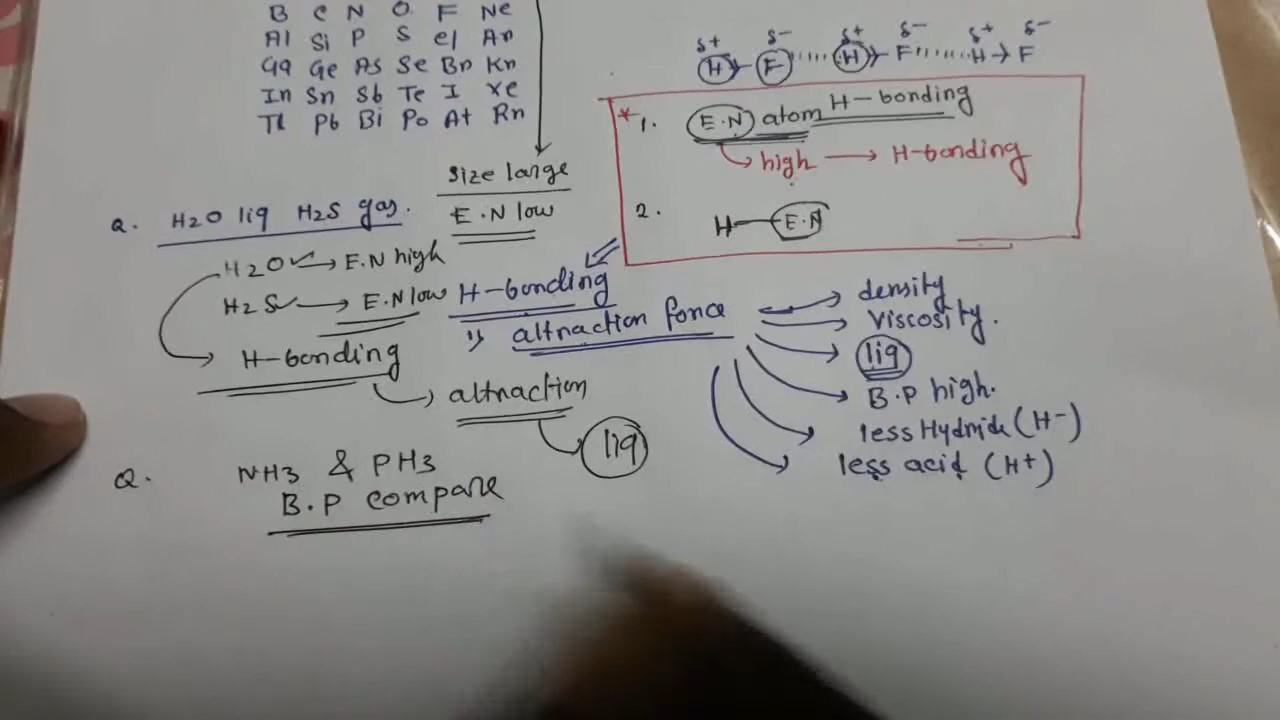 B C N O F Ne
Al Si P S Cl Ar
Ga Ge As Se Br Kr
In Sn Sb Te I Xe
Tl Pb Bi Po At Rn
Size large
E.N low
δ+ δ- δ+ δ- δ+ δ-
H F H F H → F
* 1. E.N atom H-bonding
high → H-bonding
2. H-E.N
Q. H2O liq H2S gas.
H2O → E.N high
H2S → E.N low
H-bonding
attraction
liq
H-bonding
" attraction force
density
viscosity.
liq
B.P high.
less Hydride (H-)
less acid (H+)
Q. NH3 & PH3
B.P compare